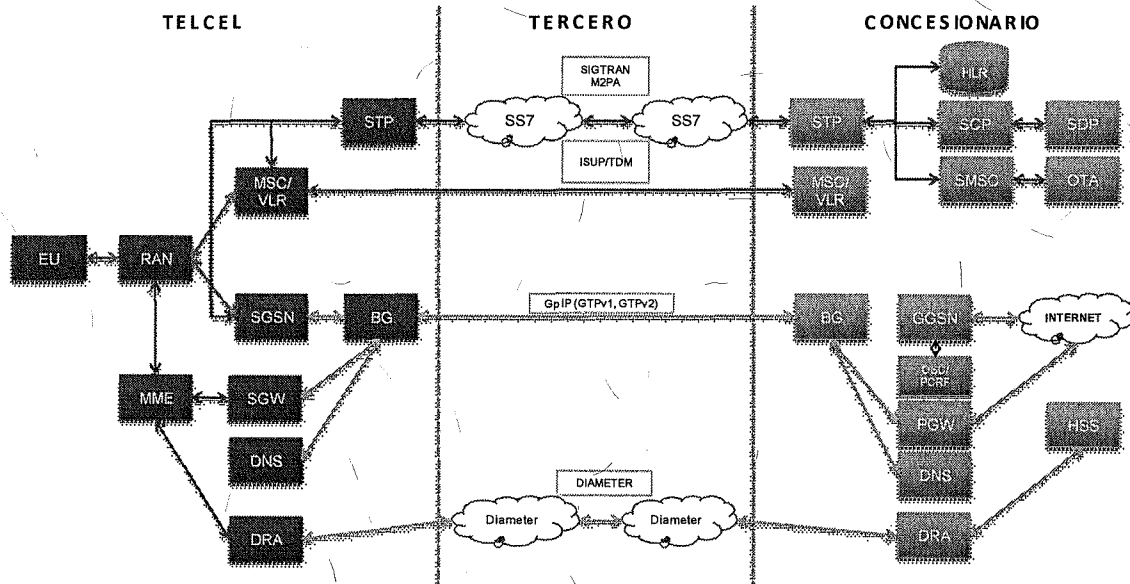 TELCEL
TERCERO
CONCESIONARIO
SIGTRAN
M2PA
HLR
STP
SS7
SS7
STP
SCP
SDP
ISUP/TDM
MSC/
VLR
MSC/
VLR
SMSC
OTA
EU
RAN
GpIP (GTPv1, GTPv2)
SGSN
BG
BG
GGSN
INTERNET
PCRF
MME
SGW
PGW
HSS
DNS
DNS
DIAMETER
Diameter
Diameter
DRA
DRA